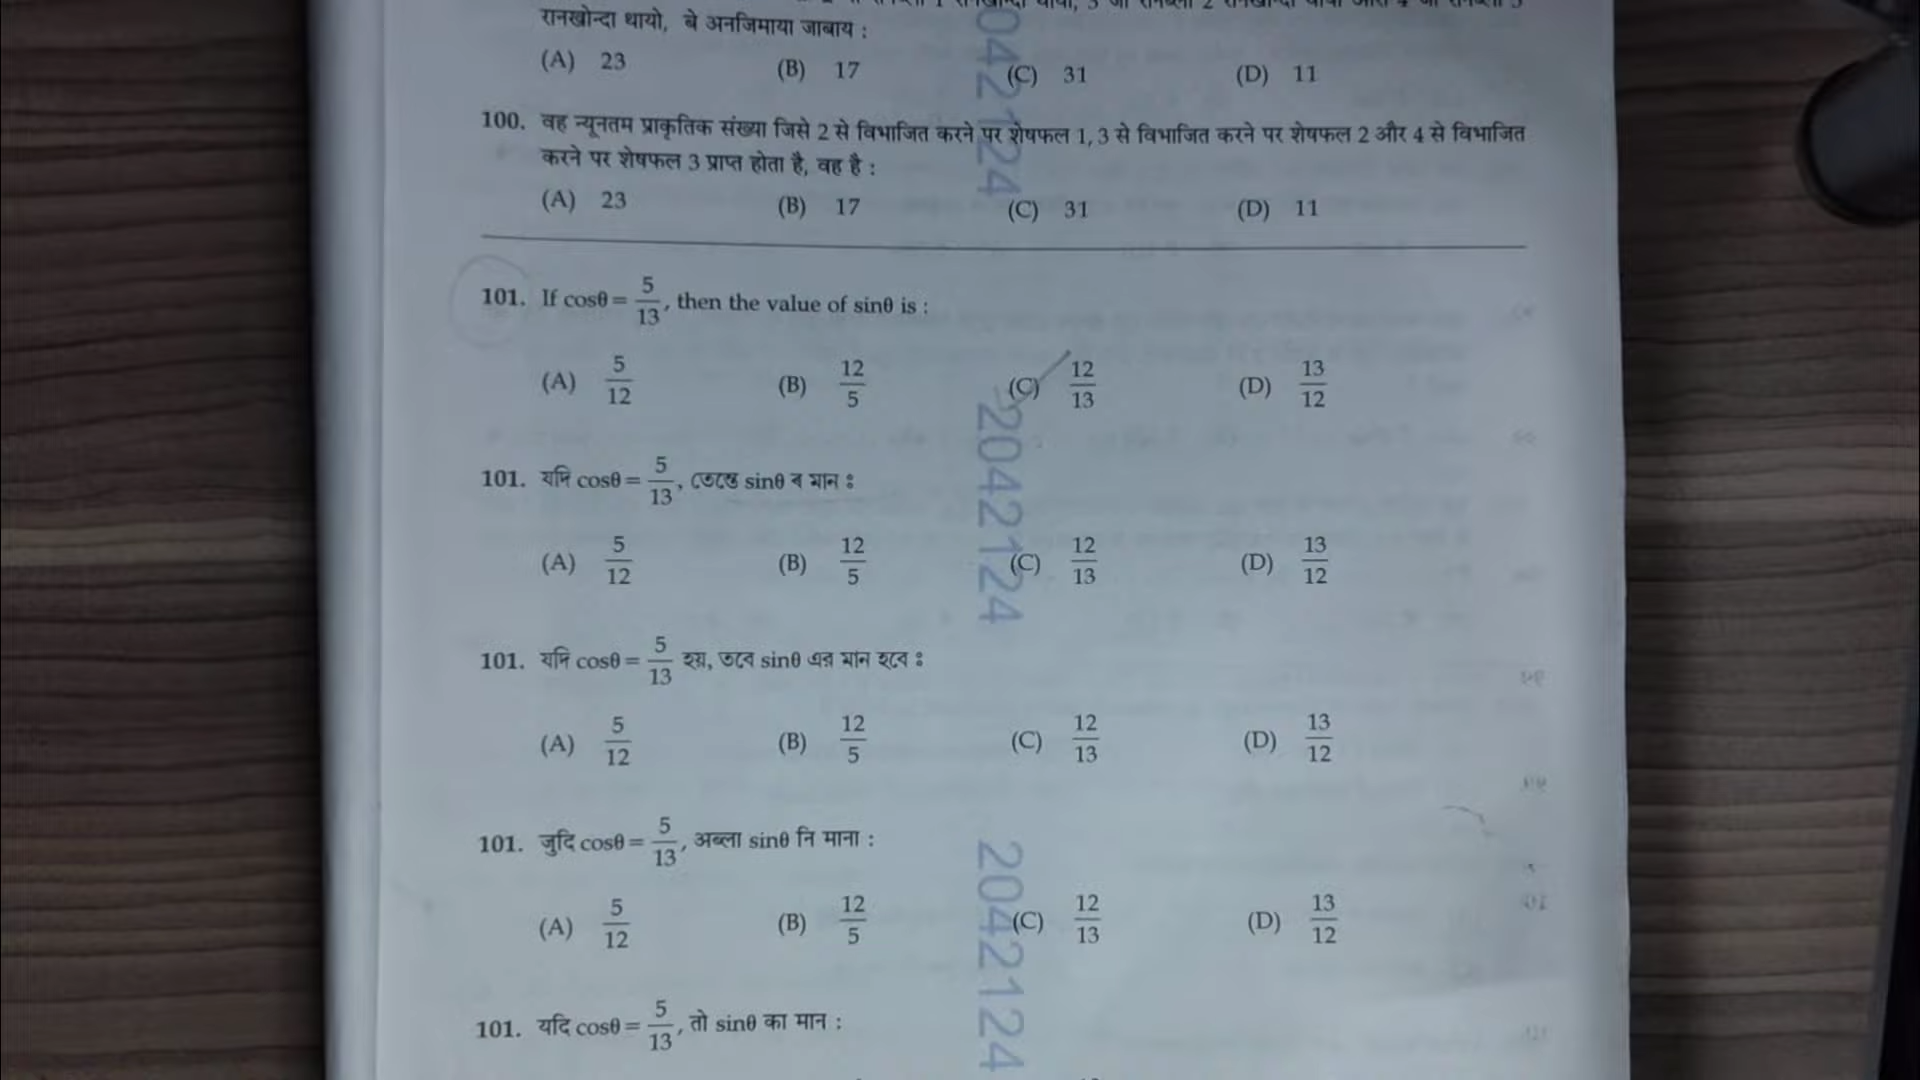 रानखोन्दा थायो, बे अनजिमाया जाबाय :
(A) 23 (B) 17 (C) 31 (D) 11
100. वह न्यूनतम प्राकृतिक संख्या जिसे 2 से विभाजित करने पर शेषफल 1, 3 से विभाजित करने पर शेषफल 2 और 4 से विभाजित
करने पर शेषफल 3 प्राप्त होता है, वह है :
(A) 23 (B) 17 (C) 31 (D) 11
101. If cosθ = 5/13, then the value of sinθ is :
(A) 5/12 (B) 12/5 (C) 12/13 (D) 13/12
101. যদি cosθ = 5/13, তেন্তে sinθ ৰ মান ঃ
(A) 5/12 (B) 12/5 (C) 12/13 (D) 13/12
101. যদি cosθ = 5/13 হয়, তবে sinθ এর মান হবে ঃ
(A) 5/12 (B) 12/5 (C) 12/13 (D) 13/12
101. जुदि cosθ = 5/13, अब्ला sinθ नि माना :
(A) 5/12 (B) 12/5 (C) 12/13 (D) 13/12
101. यदि cosθ = 5/13, तो sinθ का मान :
20421124
20421124